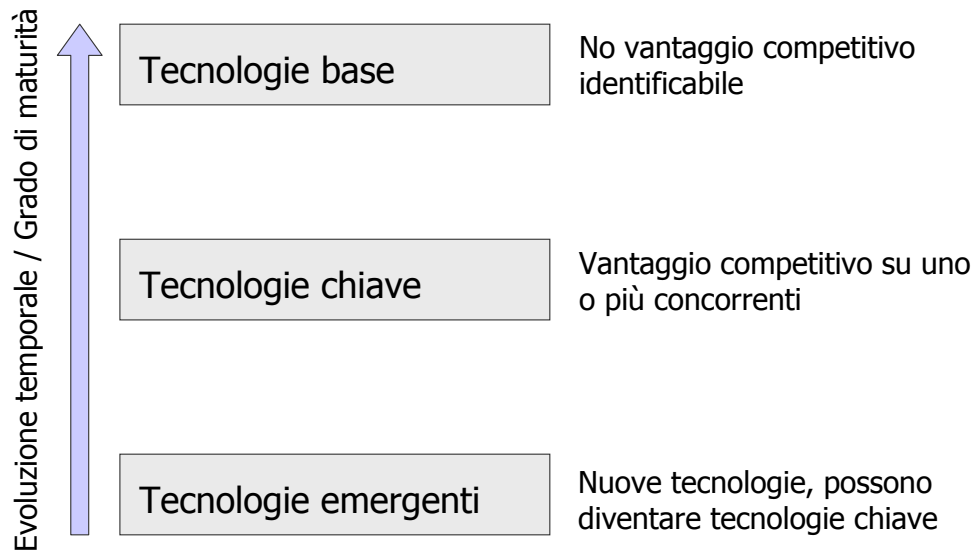 Evoluzione temporale / Grado di maturità
Tecnologie base
No vantaggio competitivo
identificabile
Tecnologie chiave
Vantaggio competitivo su uno
o più concorrenti
Tecnologie emergenti
Nuove tecnologie, possono
diventare tecnologie chiave